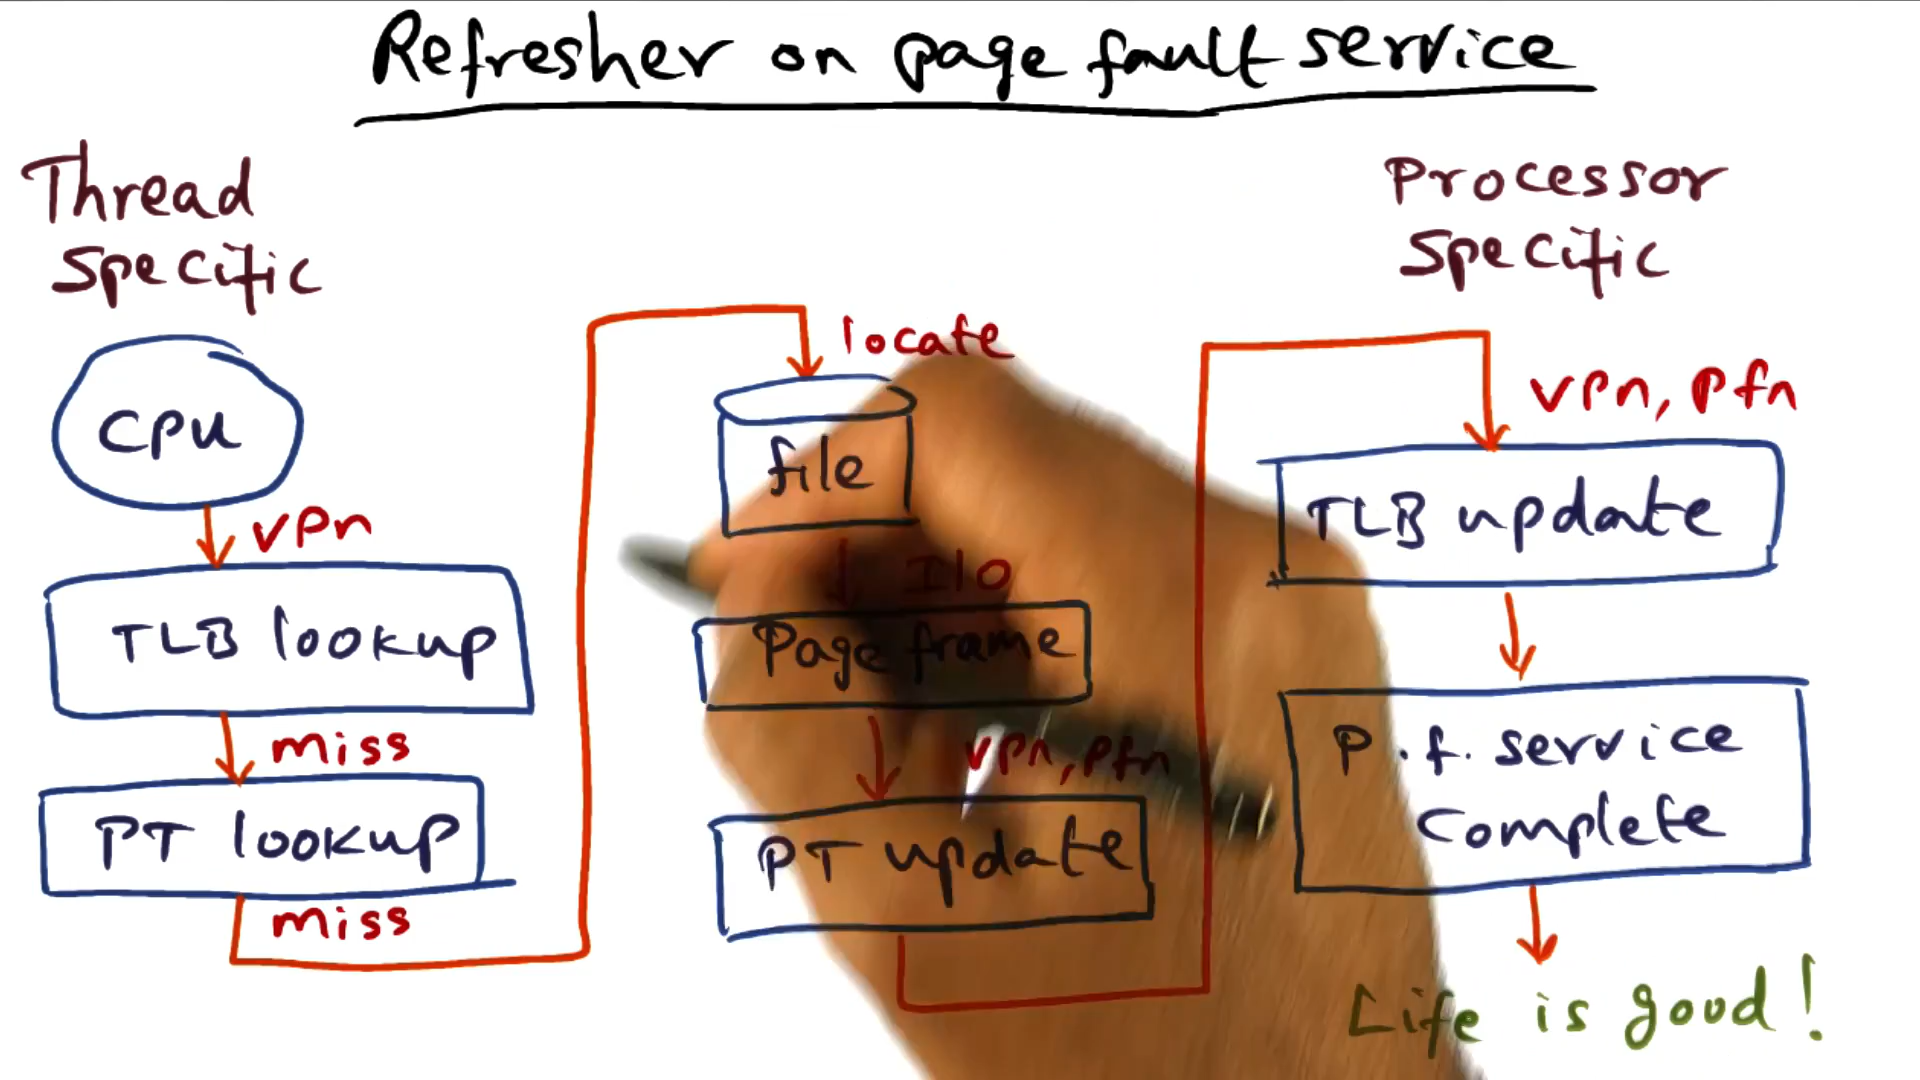 Refresher on page fault service
Thread
Specific
CPU
vpn
TLB lookup
miss
PT lookup
miss
locate
file
I/O
Page frame
vpn, pfn
PT update
Processor
Specific
vpn, pfn
TLB update
P.f. service
Complete
Life is good!